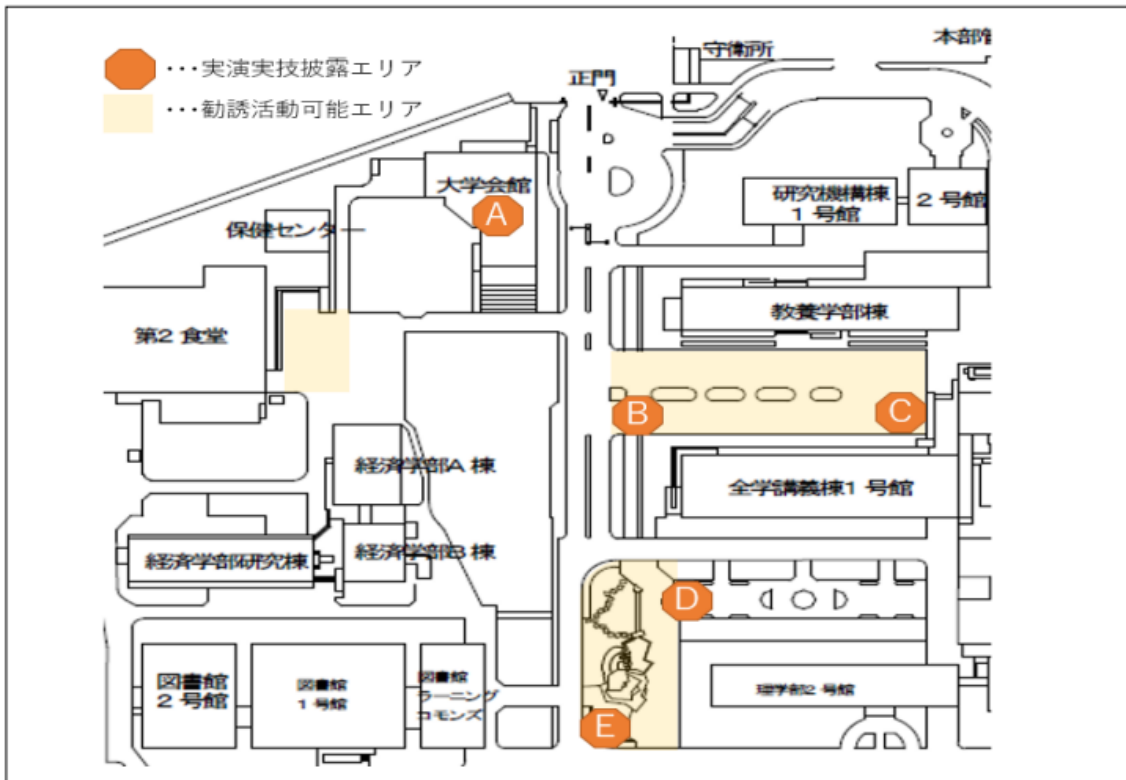 守衛所
本部管
・・・実演実技披露エリア
正門
・・・勧誘活動可能エリア
大学会館
A
研究機構棟
1号館
2号館
保健センター
教養学部棟
第2 食堂
B
C
経済学部A 棟
全学講義棟1 号館
経済学部研究棟
経済学部B 棟
D
図書館
2 号館
図書館
1 号館
図書館
ラーニング
コモンズ
理学部2 号館
E